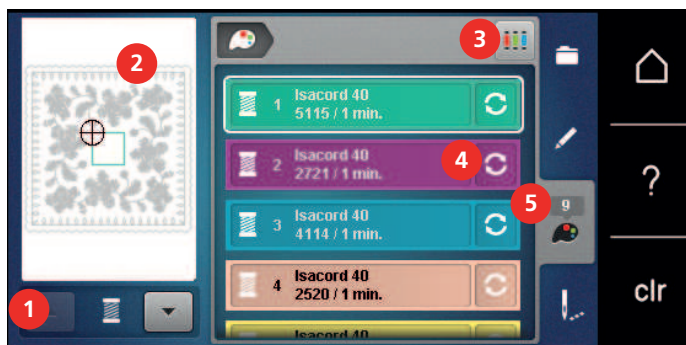 2
3
1
Isacord 40
5115 / 1 min.
2
Isacord 40
2721 / 1 min.
4
3
Isacord 40
4114 / 1 min.
5
9
4
Isacord 40
2520 / 1 min.
Isacord 40
1
?
clr